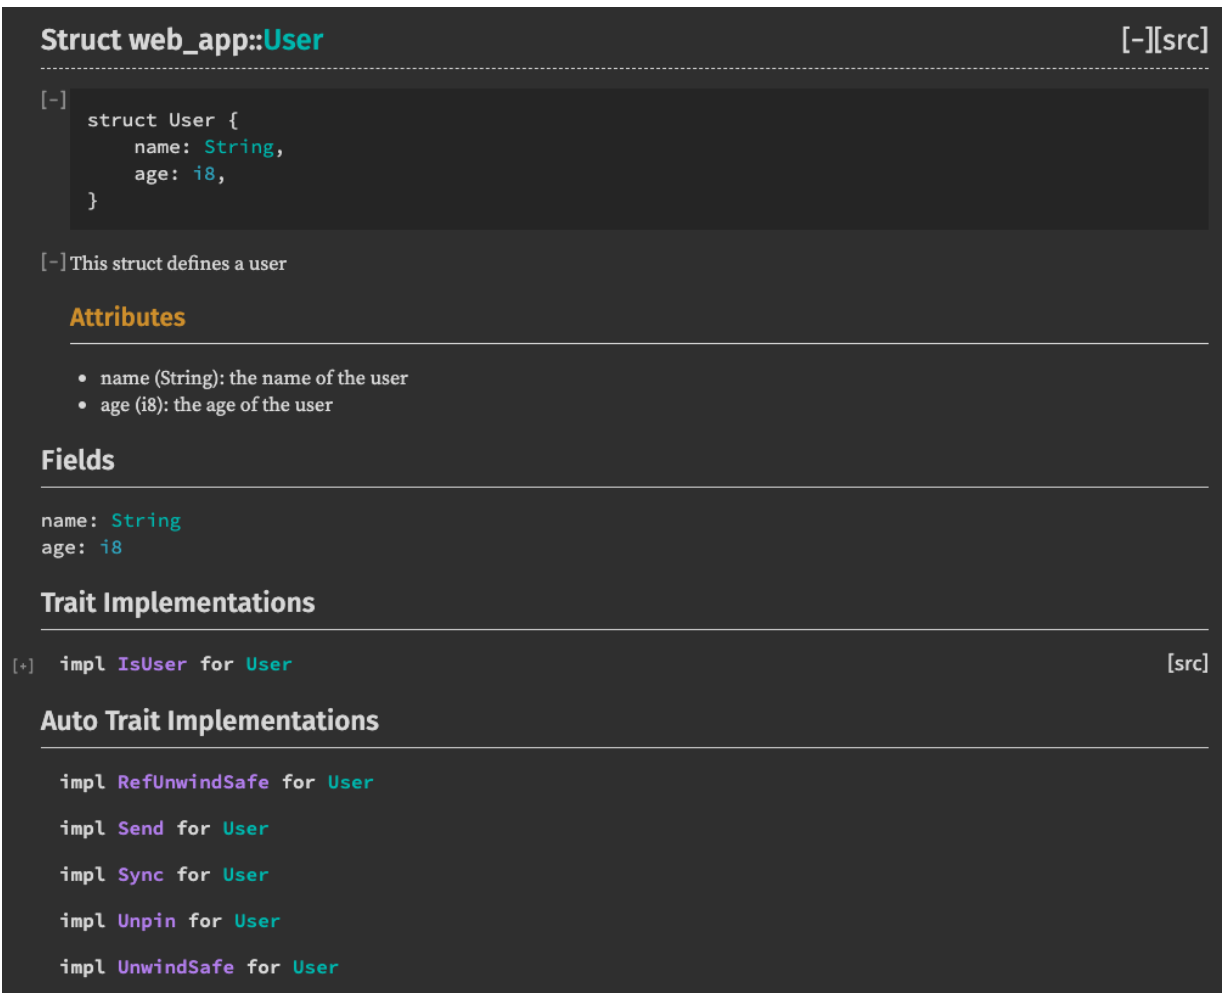 Struct web_app::User [−][src]
[−]
struct User {
    name: String,
    age: i8,
}
[−] This struct defines a user
Attributes
• name (String): the name of the user
• age (i8): the age of the user
Fields
name: String
age: i8
Trait Implementations
[+] impl IsUser for User [src]
Auto Trait Implementations
impl RefUnwindSafe for User
impl Send for User
impl Sync for User
impl Unpin for User
impl UnwindSafe for User